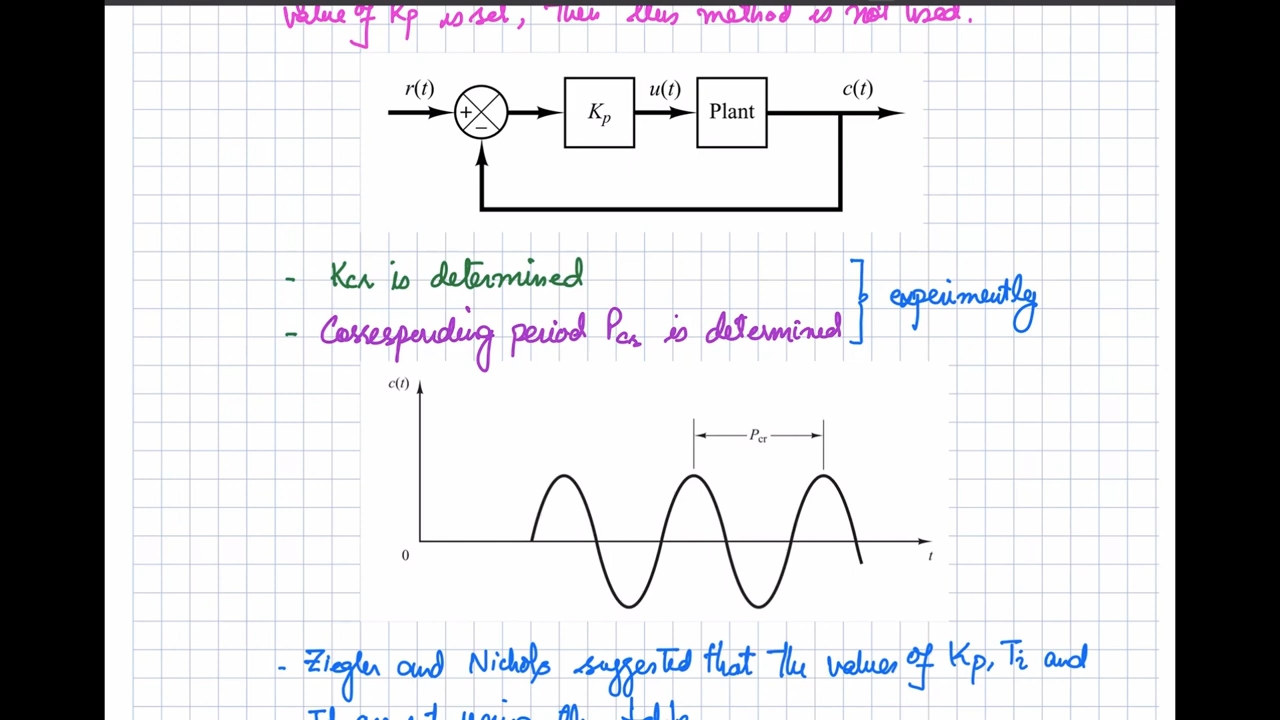 value of Kp is set, Then this method is not used.
r(t)
u(t)
c(t)
+
−
Kp
Plant
- Kcr is determined
- Corresponding period Pcr is determined
experimently
c(t)
Pcr
0
t
- Ziegler and Nichols suggested that the values of Kp, Ti and